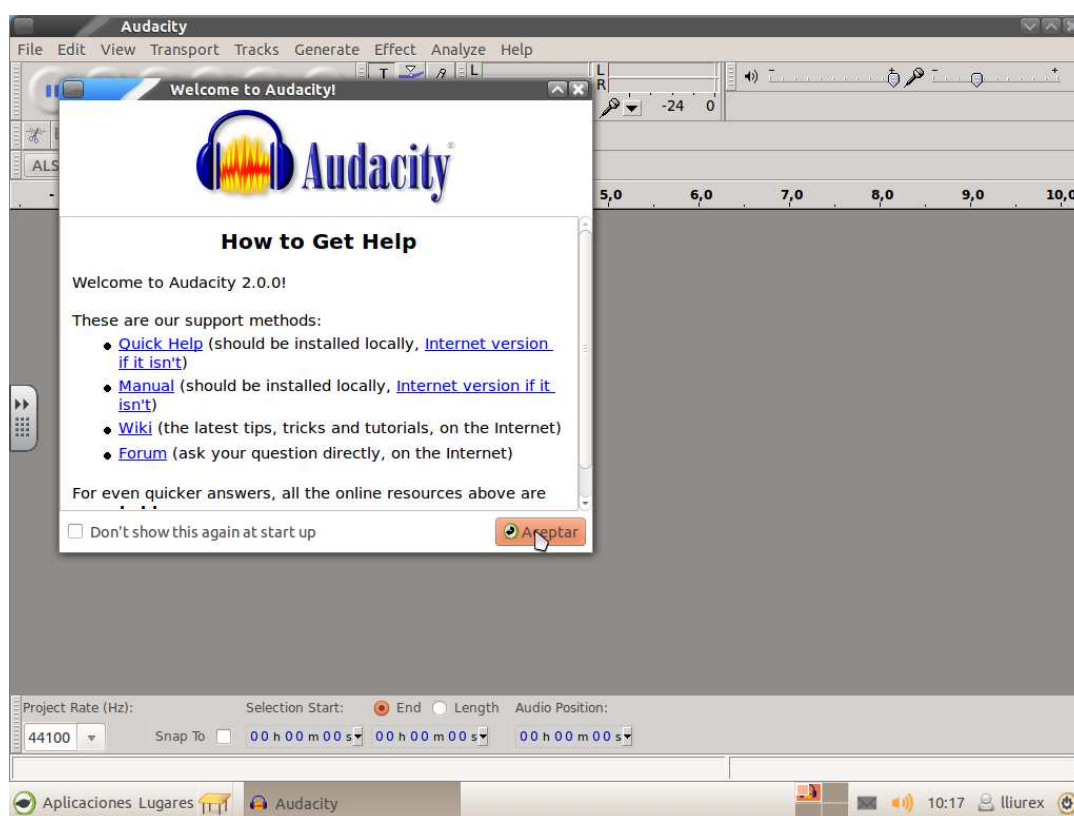 Audacity
File Edit View Transport Tracks Generate Effect Analyze Help
L
L
R
-24 0
Welcome to Audacity!
ALS
- 5,0 6,0 7,0 8,0 9,0 10,0
Audacity®
How to Get Help
Welcome to Audacity 2.0.0!
These are our support methods:
Quick Help (should be installed locally, Internet version
if it isn't)
Manual (should be installed locally, Internet version if it
isn't)
Wiki (the latest tips, tricks and tutorials, on the Internet)
Forum (ask your question directly, on the Internet)
For even quicker answers, all the online resources above are
Don't show this again at start up Aceptar
Project Rate (Hz): Selection Start: End Length Audio Position:
44100 Snap To 00 h 00 m 00 s 00 h 00 m 00 s 00 h 00 m 00 s
Aplicaciones Lugares Audacity 10:17 lliurex